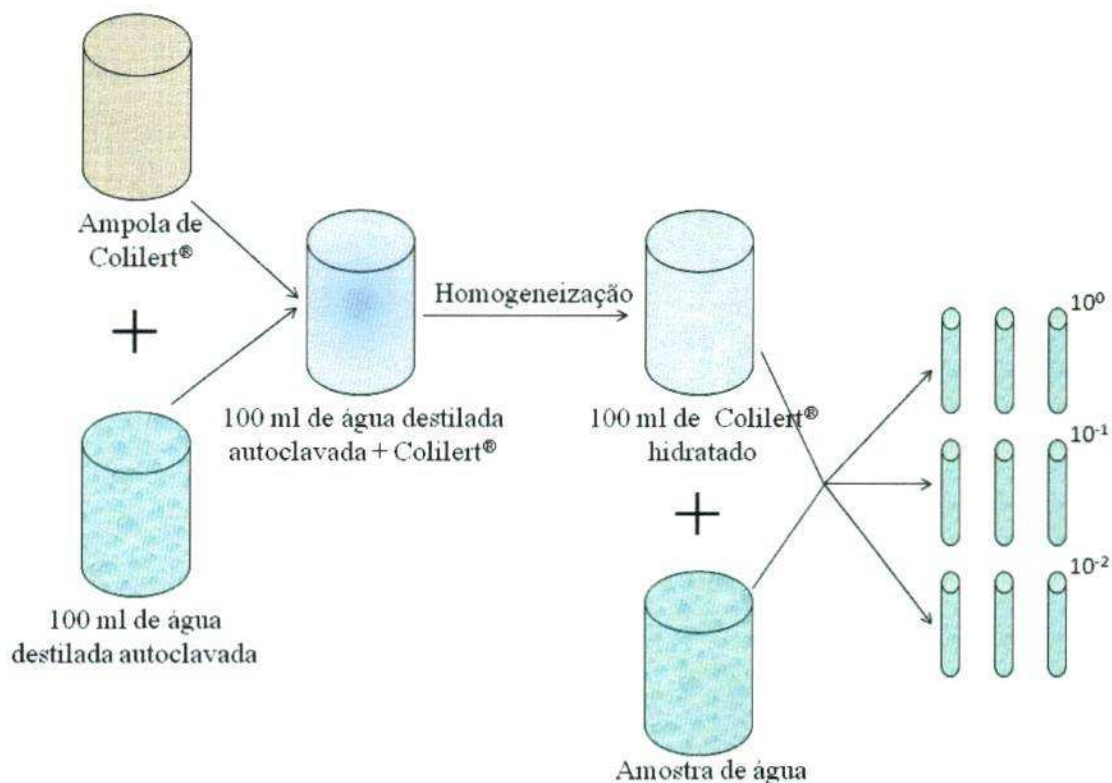 Ampola de
Colilert®
+
100 ml de água
destilada autoclavada
100 ml de água destilada
autoclavada + Colilert®
Homogeneização
100 ml de Colilert®
hidratado
+
Amostra de água
10⁰
10⁻¹
10⁻²